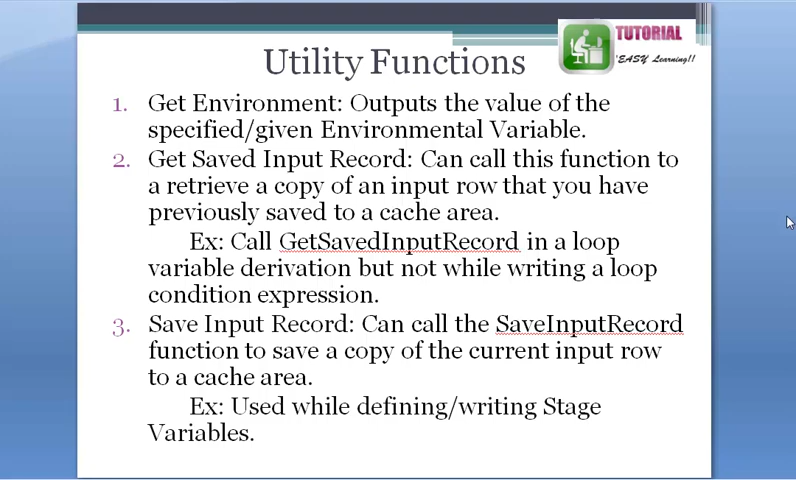 TUTORIAL
'EASY Learning!!
Utility Functions
1. Get Environment: Outputs the value of the
specified/given Environmental Variable.
2. Get Saved Input Record: Can call this function to
a retrieve a copy of an input row that you have
previously saved to a cache area.
Ex: Call GetSavedInputRecord in a loop
variable derivation but not while writing a loop
condition expression.
3. Save Input Record: Can call the SaveInputRecord
function to save a copy of the current input row
to a cache area.
Ex: Used while defining/writing Stage
Variables.